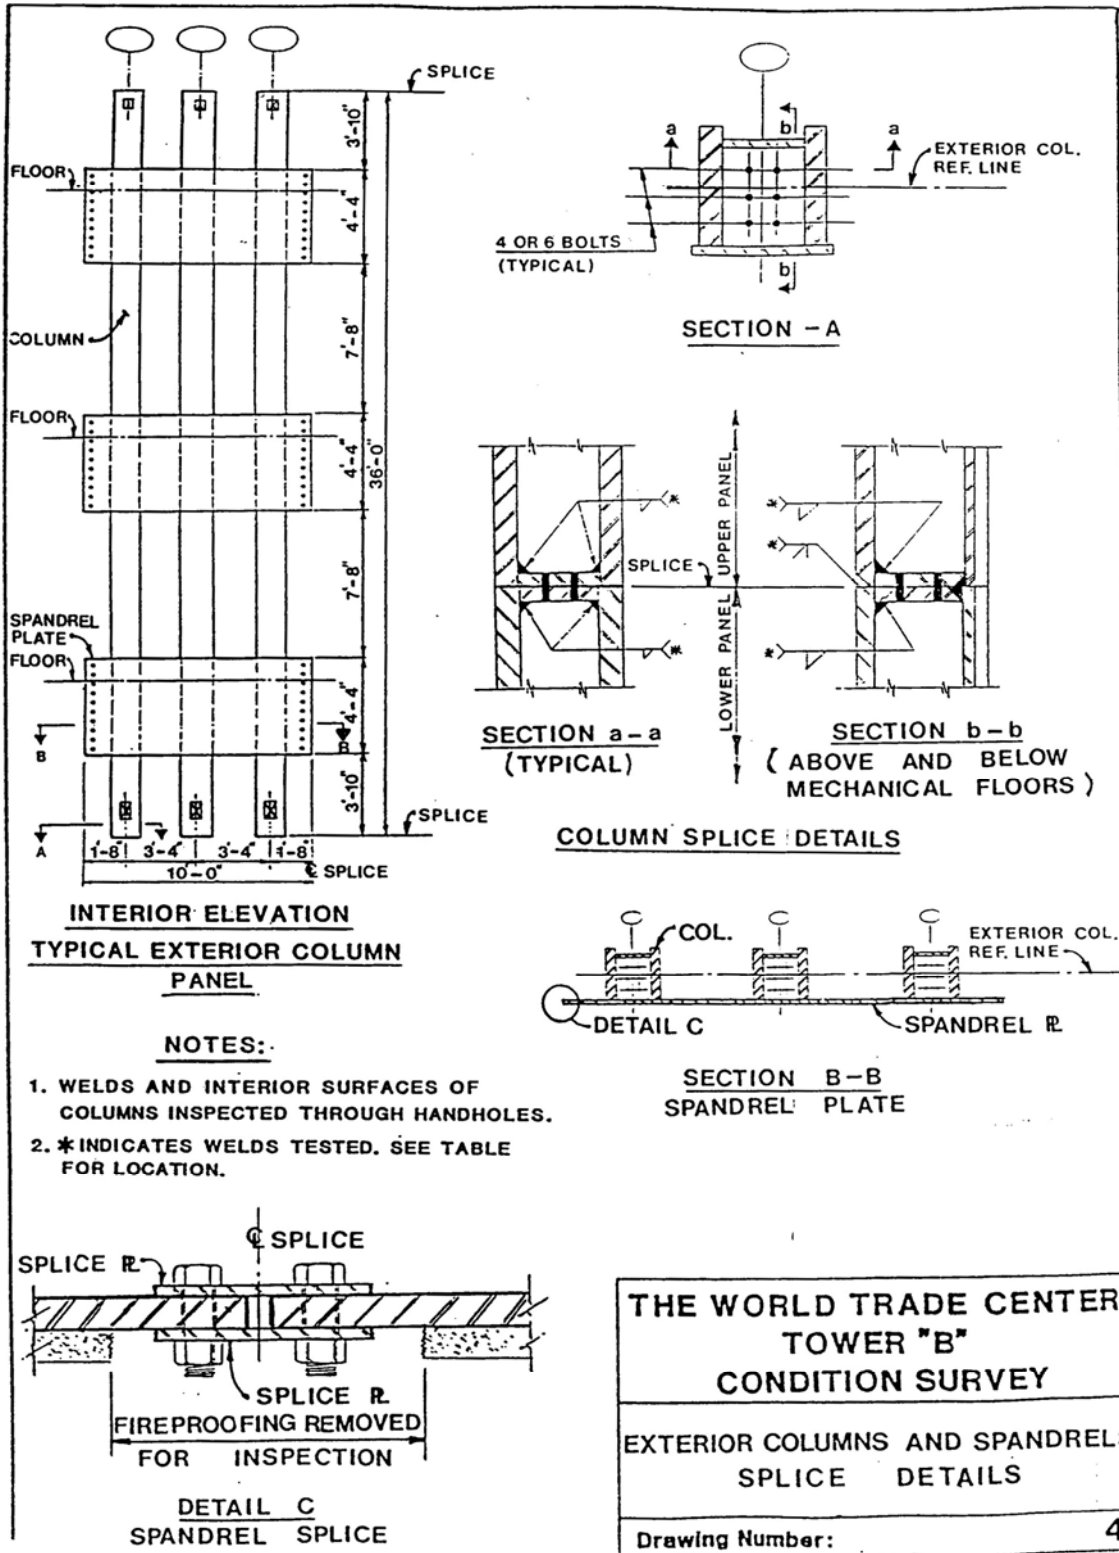 SPLICE
3'-10"
FLOOR
4'-4"
COLUMN
7'-8"
FLOOR
4'-4"
36'-0"
7'-8"
SPANDREL
PLATE
FLOOR
4'-4"
B B
3'-10"
SPLICE
A
1'-8" 3'-4" 3'-4" 1'-8"
10'-0" ℄ SPLICE
INTERIOR ELEVATION
TYPICAL EXTERIOR COLUMN
PANEL
b
a a
EXTERIOR COL.
REF. LINE
4 OR 6 BOLTS
(TYPICAL)
b
SECTION - A
UPPER PANEL
* *
*
SPLICE
LOWER PANEL
* *
SECTION a-a
(TYPICAL)
SECTION b-b
( ABOVE AND BELOW
MECHANICAL FLOORS )
COLUMN SPLICE DETAILS
COL.
EXTERIOR COL.
REF. LINE
DETAIL C
SPANDREL PL
SECTION B-B
SPANDREL PLATE
NOTES:
1. WELDS AND INTERIOR SURFACES OF
COLUMNS INSPECTED THROUGH HANDHOLES.
2. * INDICATES WELDS TESTED. SEE TABLE
FOR LOCATION.
℄ SPLICE
SPLICE PL
SPLICE PL
FIREPROOFING REMOVED
FOR INSPECTION
DETAIL C
SPANDREL SPLICE
THE WORLD TRADE CENTER
TOWER "B"
CONDITION SURVEY
EXTERIOR COLUMNS AND SPANDREL
SPLICE DETAILS
Drawing Number: 4